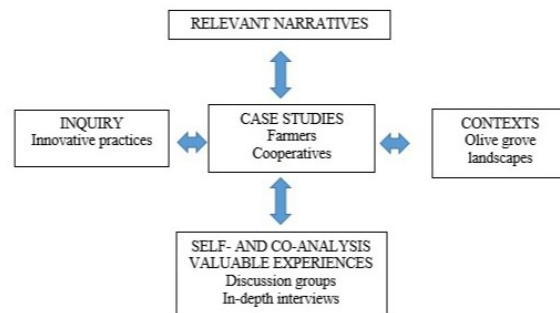 RELEVANT NARRATIVES
INQUIRY
Innovative practices
CASE STUDIES
Farmers
Cooperatives
CONTEXTS
Olive grove
landscapes
SELF- AND CO-ANALYSIS
VALUABLE EXPERIENCES
Discussion groups
In-depth interviews